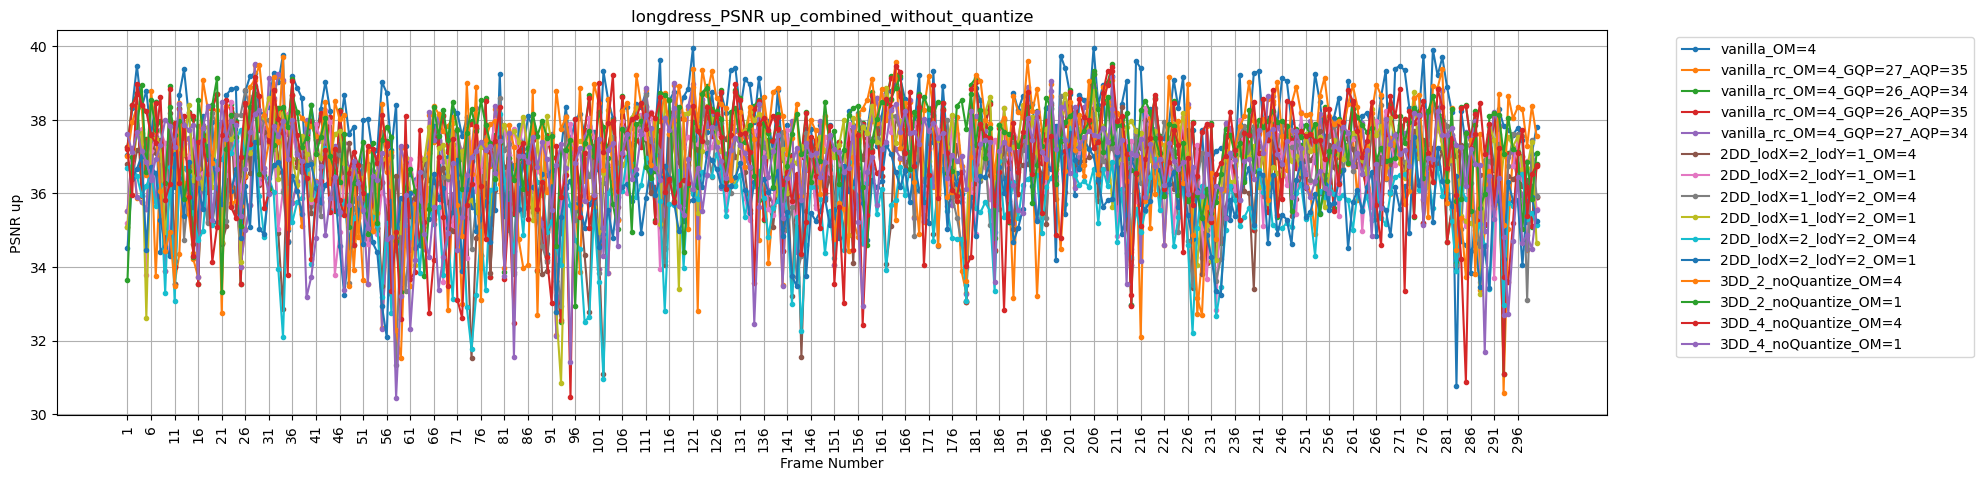 longdress_PSNR up_combined_without_quantize
PSNR up
40
38
36
34
32
30
1 6 11 16 21 26 31 36 41 46 51 56 61 66 71 76 81 86 91 96 101 106 111 116 121 126 131 136 141 146 151 156 161 166 171 176 181 186 191 196 201 206 211 216 221 226 231 236 241 246 251 256 261 266 271 276 281 286 291 296
Frame Number
vanilla_OM=4
vanilla_rc_OM=4_GQP=27_AQP=35
vanilla_rc_OM=4_GQP=26_AQP=34
vanilla_rc_OM=4_GQP=26_AQP=35
vanilla_rc_OM=4_GQP=27_AQP=34
2DD_lodX=2_lodY=1_OM=4
2DD_lodX=2_lodY=1_OM=1
2DD_lodX=1_lodY=2_OM=4
2DD_lodX=1_lodY=2_OM=1
2DD_lodX=2_lodY=2_OM=4
2DD_lodX=2_lodY=2_OM=1
3DD_2_noQuantize_OM=4
3DD_2_noQuantize_OM=1
3DD_4_noQuantize_OM=4
3DD_4_noQuantize_OM=1